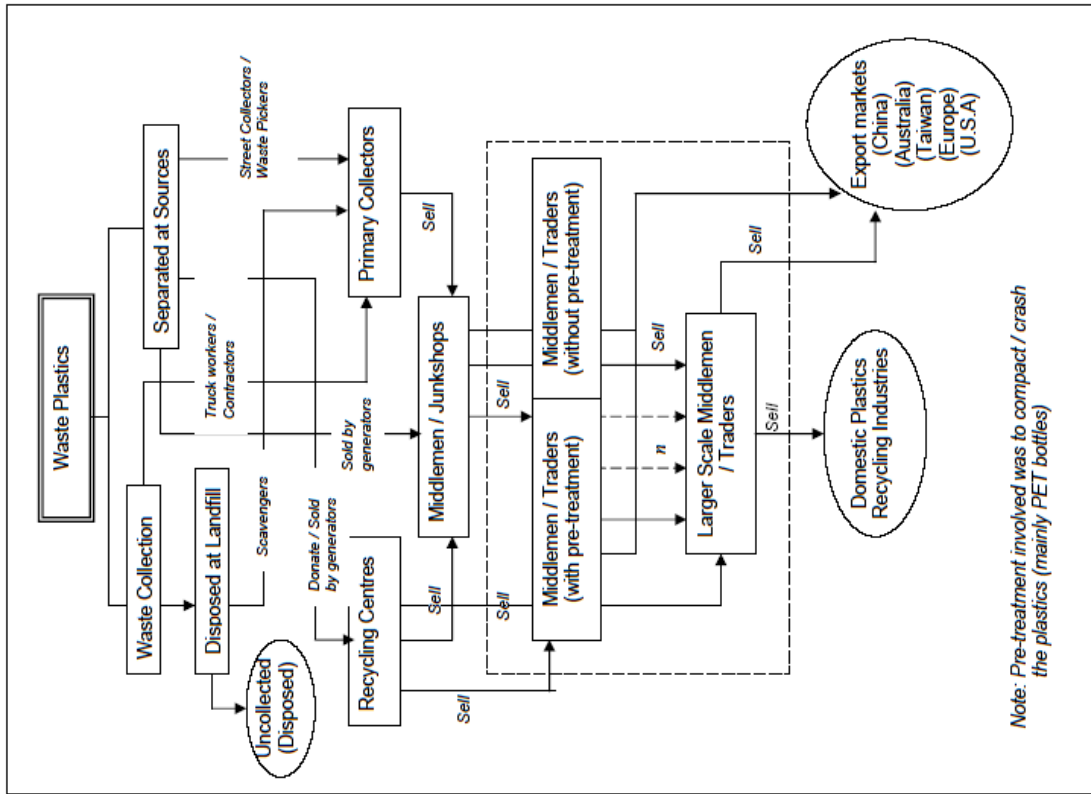 Waste Plastics
Waste Collection
Separated at Sources
Disposed at Landfill
Truck workers /
Contractors
Street Collectors /
Waste Pickers
Uncollected
(Disposed)
Scavengers
Donate / Sold
by generators
Sold by
generators
Recycling Centres
Primary Collectors
Sell
Middlemen / Junkshops
Sell
Sell
Sell
Sell
Middlemen / Traders
(with pre-treatment)
Middlemen / Traders
(without pre-treatment)
n
Sell
Larger Scale Middlemen
/ Traders
Sell
Sell
Domestic Plastics
Recycling Industries
Export markets
(China)
(Australia)
(Taiwan)
(Europe)
(U.S.A)
Note: Pre-treatment involved was to compact / crash
the plastics (mainly PET bottles)